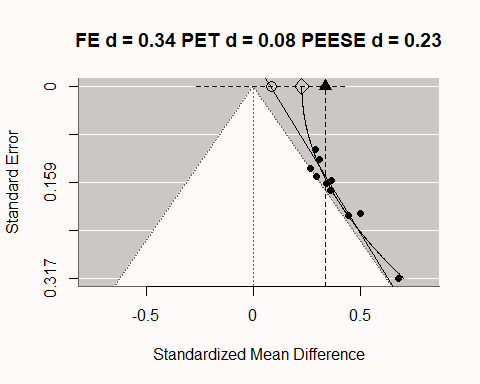 FE d = 0.34 PET d = 0.08 PEESE d = 0.23
Standard Error
0
0.159
0.317
-0.5
0
0.5
Standardized Mean Difference